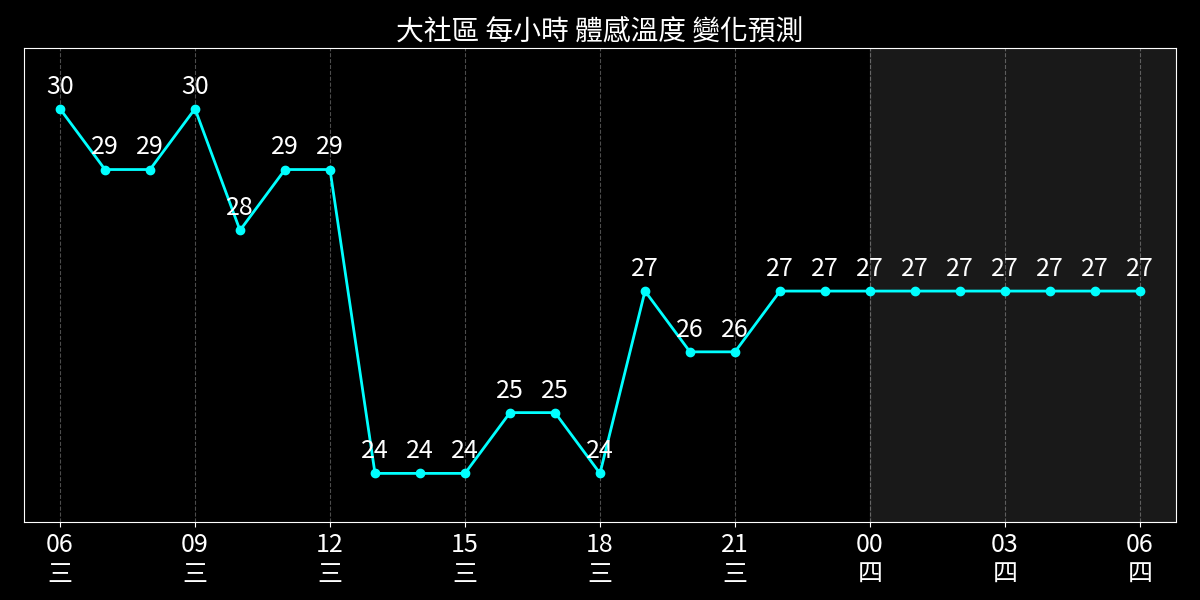 大社區 每小時 體感溫度 變化預測
30 29 29 30 28 29 29 24 24 24 25 25 24 27 26 26 27 27 27 27 27 27 27 27 27
06 09 12 15 18 21 00 03 06
三 三 三 三 三 三 四 四 四